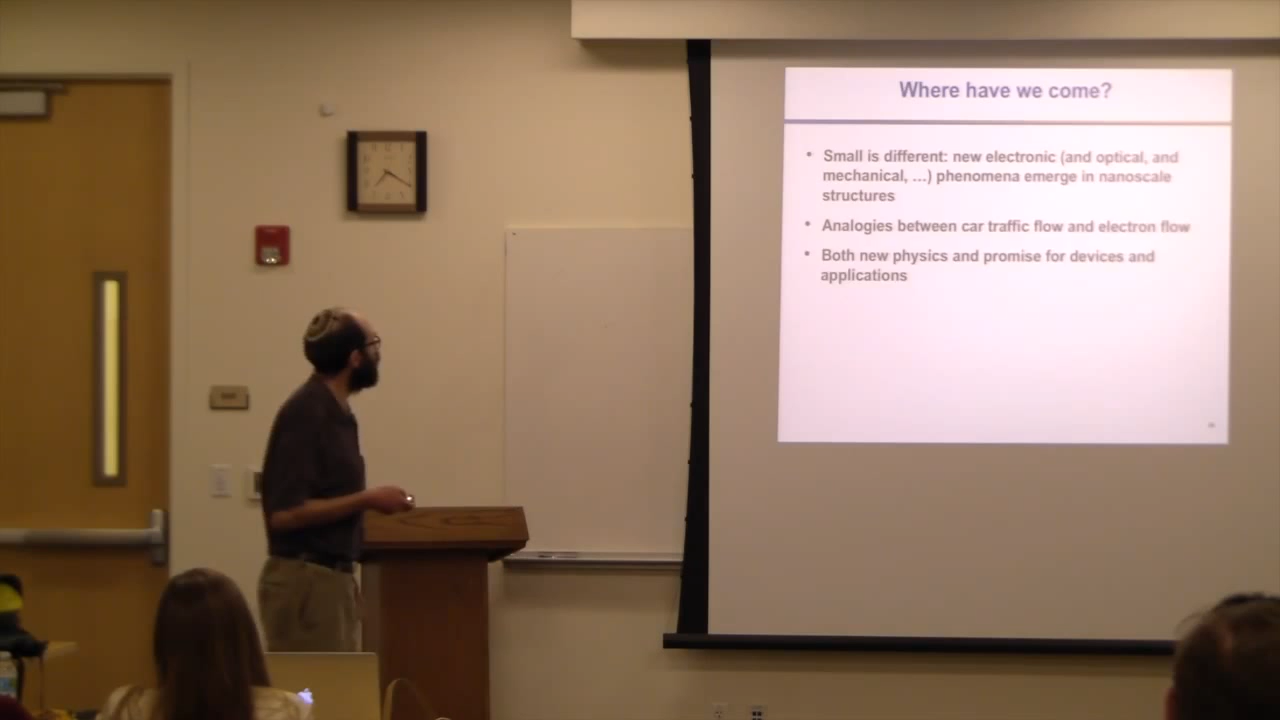 Where have we come?
• Small is different: new electronic (and optical, and
mechanical, ...) phenomena emerge in nanoscale
structures
• Analogies between car traffic flow and electron flow
• Both new physics and promise for devices and
applications